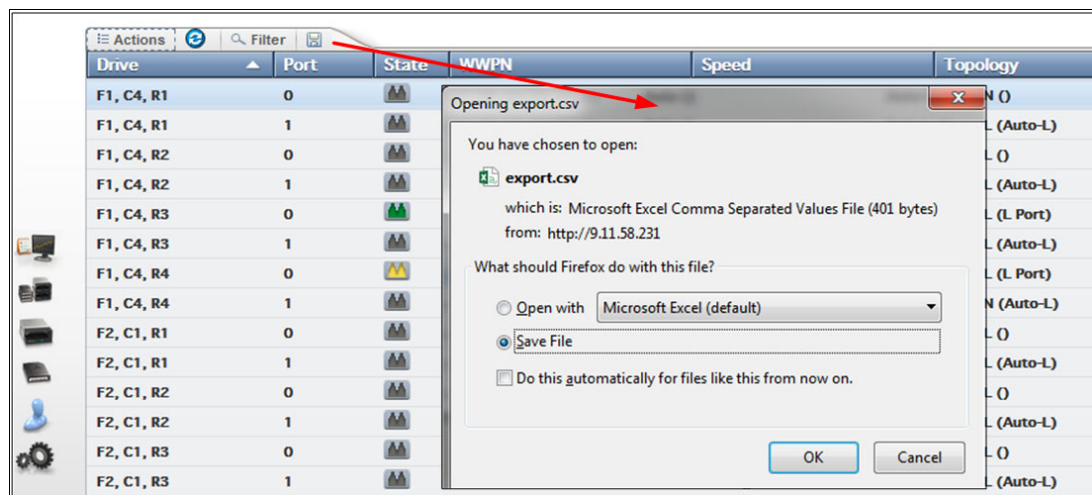 Actions Filter
Drive Port State WWPN Speed Topology
F1, C4, R1 0 N ()
F1, C4, R1 1 L (Auto-L)
F1, C4, R2 0 L ()
F1, C4, R2 1 L (Auto-L)
F1, C4, R3 0 L (L Port)
F1, C4, R3 1 L (Auto-L)
F1, C4, R4 0 L (L Port)
F1, C4, R4 1 N (Auto-L)
F2, C1, R1 0 L ()
F2, C1, R1 1 L (Auto-L)
F2, C1, R2 0 L ()
F2, C1, R2 1 L (Auto-L)
F2, C1, R3 0 L ()
F2, C1, R3 1 L (Auto-L)
Opening export.csv
You have chosen to open:
export.csv
which is: Microsoft Excel Comma Separated Values File (401 bytes)
from: http://9.11.58.231
What should Firefox do with this file?
Open with Microsoft Excel (default)
Save File
Do this automatically for files like this from now on.
OK Cancel